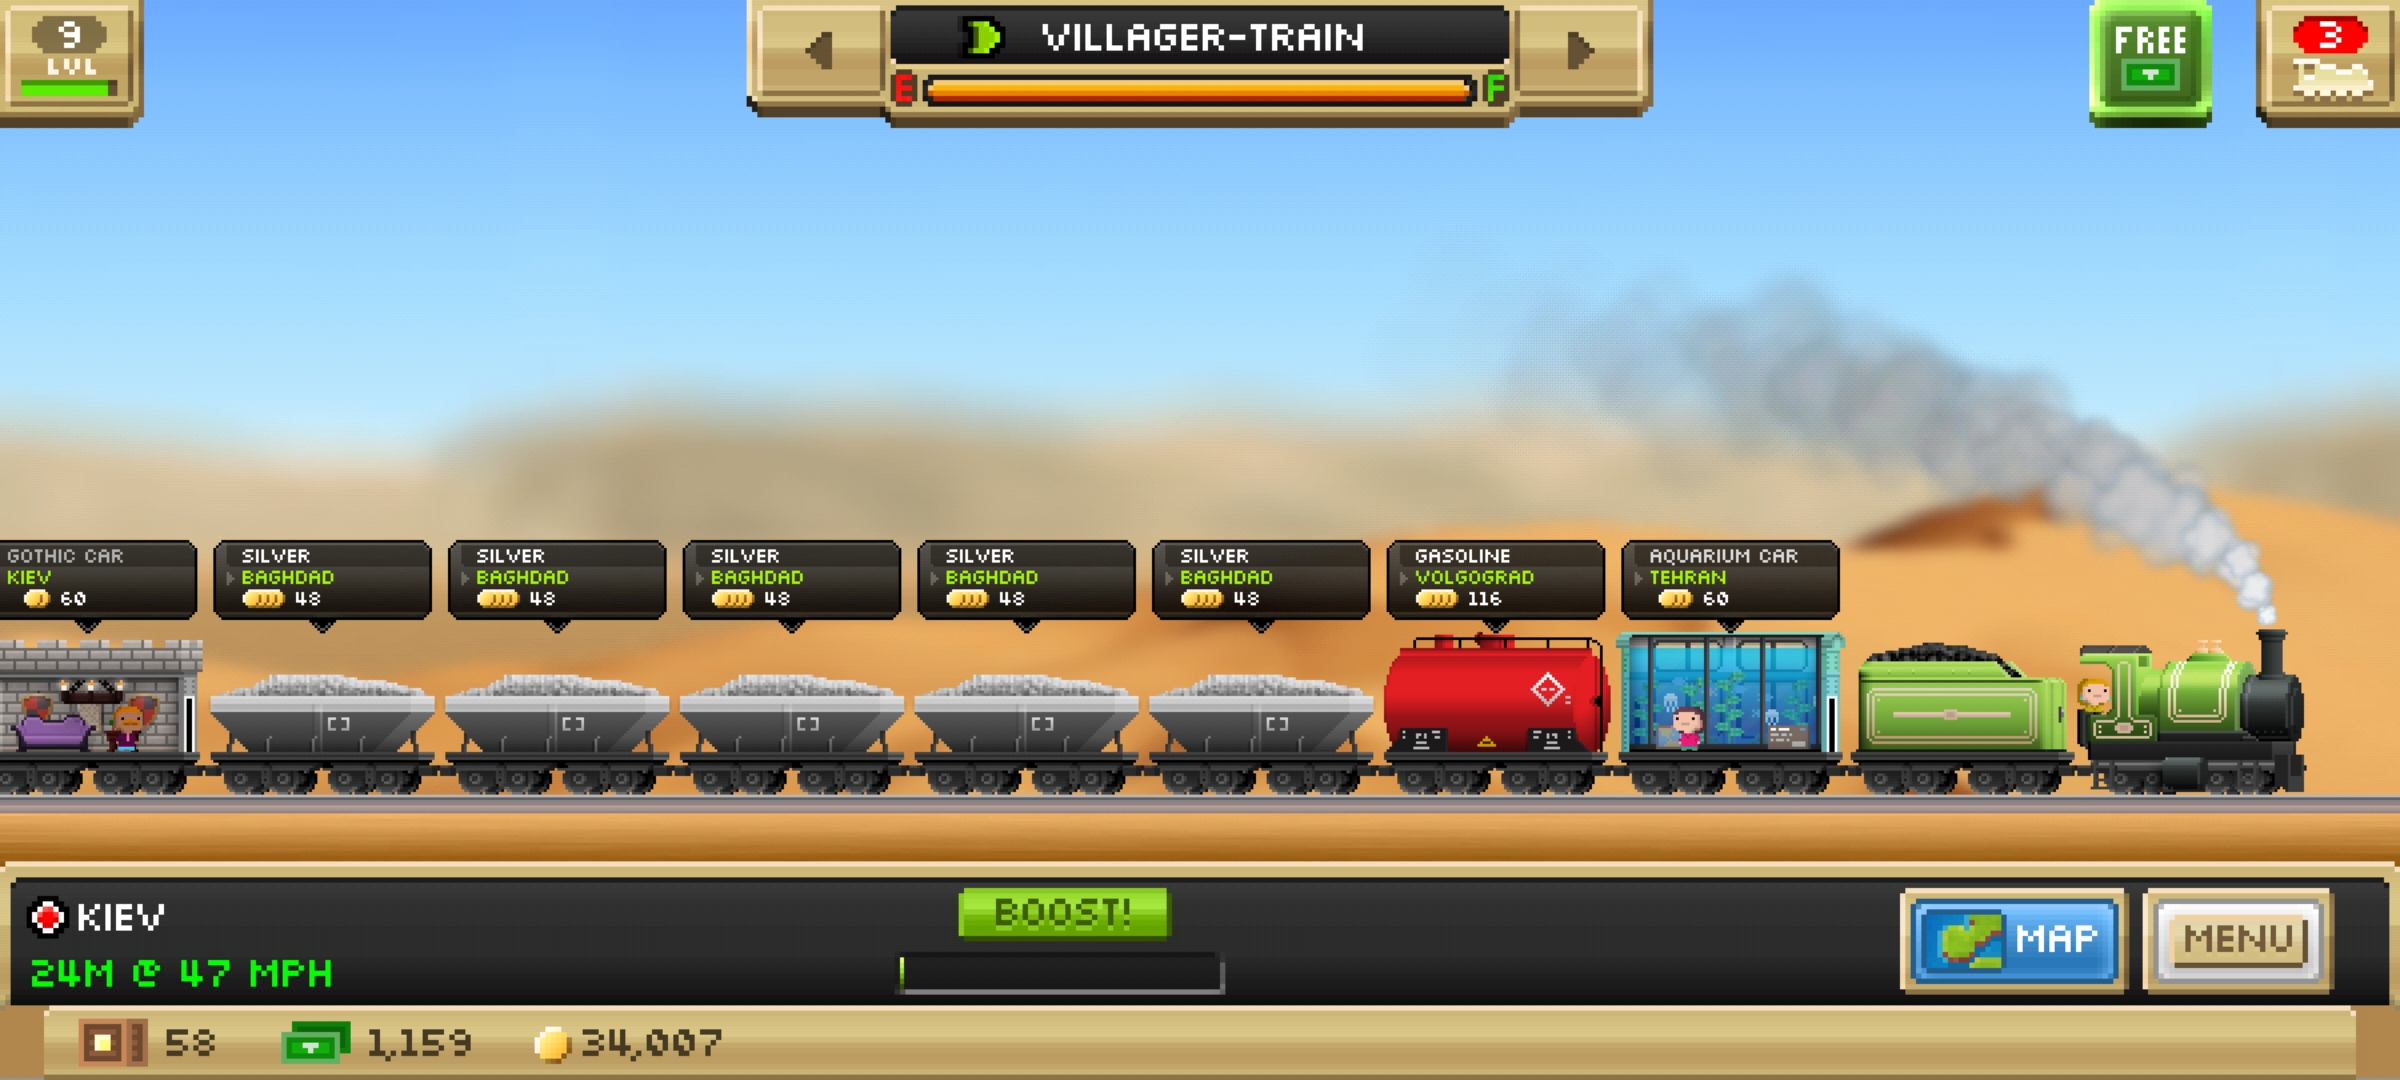 9
LVL
VILLAGER-TRAIN
E F
FREE
3
GOTHIC CAR
KIEV
60
SILVER
BAGHDAD
48
SILVER
BAGHDAD
48
SILVER
BAGHDAD
48
SILVER
BAGHDAD
48
SILVER
BAGHDAD
48
GASOLINE
VOLGOGRAD
116
AQUARIUM CAR
TEHRAN
60
KIEV
24M @ 47 MPH
BOOST!
MAP
MENU
58
1,159
34,007